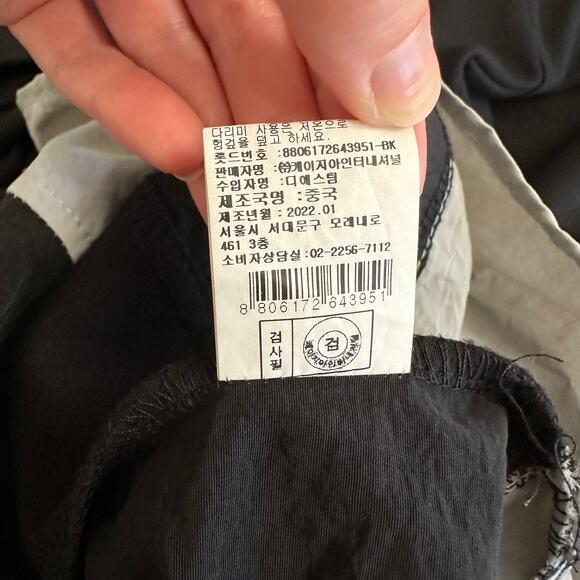 다리미 사용은 저온으로
헝겊을 덮고 하세요.
롯드번호 :8806172643951-BK
판매자명 :㈜케이지아인터내셔널
수입자명 :디에스팀
제조국명 :중국
제조년월 : 2022.01
서울시 서대문구 모래내로
461 3층
소비자상담실:02-2256-7112
8 806172 643951
검사필
검